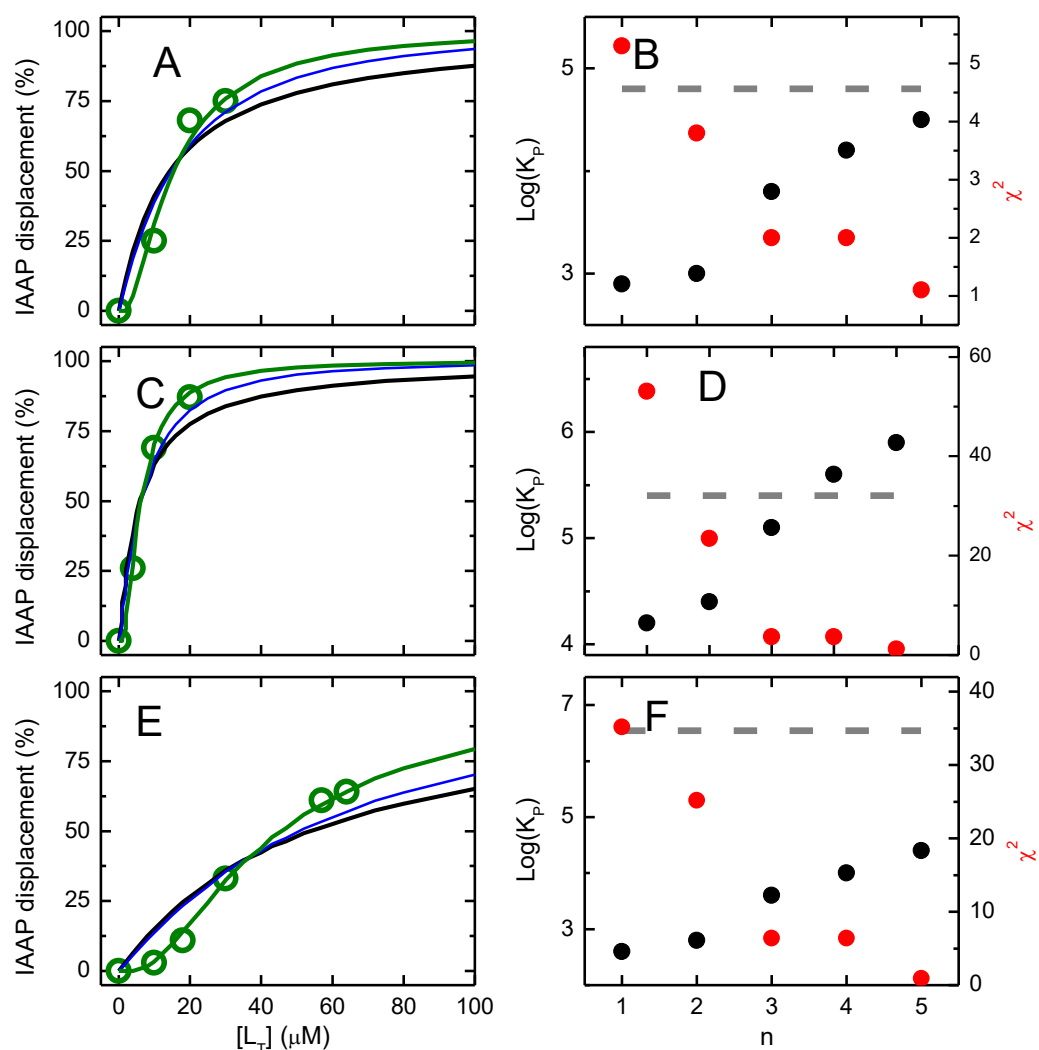 A
IAAP displacement (%)
100
75
50
25
0
B
Log(K_P)
5
3
χ²
5
4
3
2
1
C
IAAP displacement (%)
100
75
50
25
0
D
Log(K_P)
6
5
4
χ²
60
40
20
0
E
IAAP displacement (%)
100
75
50
25
0
0 20 40 60 80 100
[L_T] (μM)
F
Log(K_P)
7
5
3
χ²
40
30
20
10
0
1 2 3 4 5
n